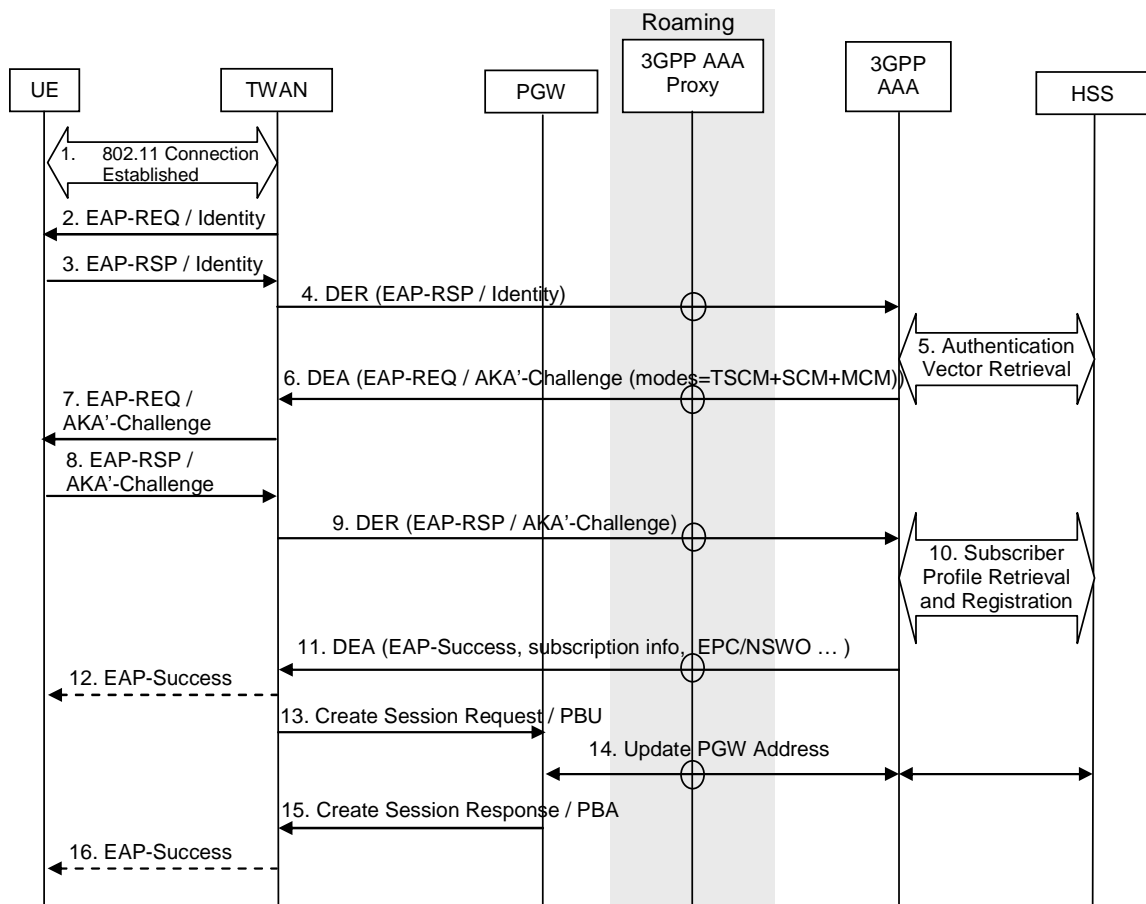 Roaming
UE
TWAN
PGW
3GPP AAA
Proxy
3GPP
AAA
HSS
1. 802.11 Connection
Established
2. EAP-REQ / Identity
3. EAP-RSP / Identity
4. DER (EAP-RSP / Identity)
5. Authentication
Vector Retrieval
6. DEA (EAP-REQ / AKA'-Challenge (modes=TSCM+SCM+MCM))
7. EAP-REQ /
AKA'-Challenge
8. EAP-RSP /
AKA'-Challenge
9. DER (EAP-RSP / AKA'-Challenge)
10. Subscriber
Profile Retrieval
and Registration
11. DEA (EAP-Success, subscription info, EPC/NSWO … )
12. EAP-Success
13. Create Session Request / PBU
14. Update PGW Address
15. Create Session Response / PBA
16. EAP-Success